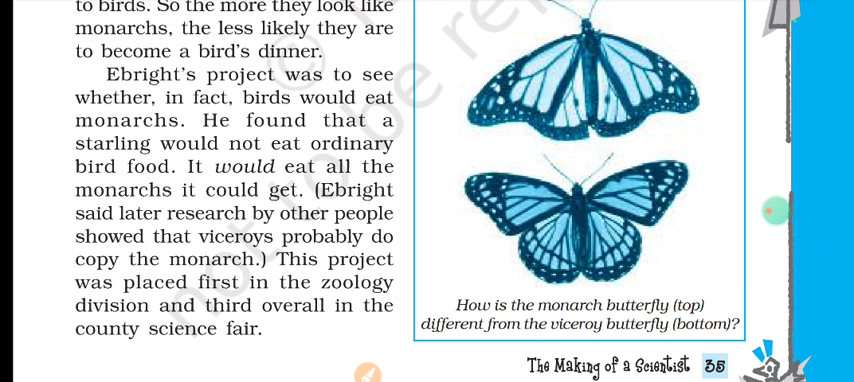 to birds. So the more they look like
monarchs, the less likely they are
to become a bird's dinner.
Ebright's project was to see
whether, in fact, birds would eat
monarchs. He found that a
starling would not eat ordinary
bird food. It would eat all the
monarchs it could get. (Ebright
said later research by other people
showed that viceroys probably do
copy the monarch.) This project
was placed first in the zoology
division and third overall in the
county science fair.
How is the monarch butterfly (top)
different from the viceroy butterfly (bottom)?
The Making of a Scientist 35
©
not to be re